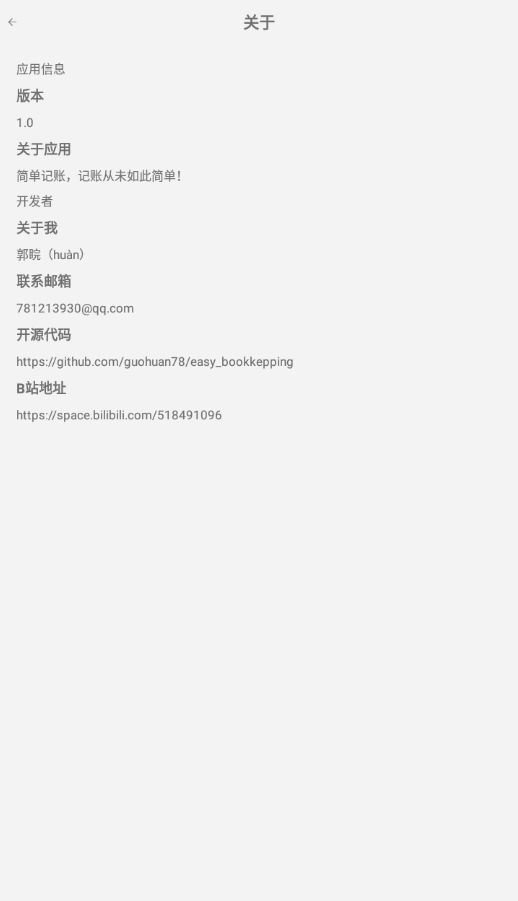 关于
应用信息
版本
1.0
关于应用
简单记账，记账从未如此简单！
开发者
关于我
郭晥（huàn）
联系邮箱
781213930@qq.com
开源代码
https://github.com/guohuan78/easy_bookkepping
B站地址
https://space.bilibili.com/518491096